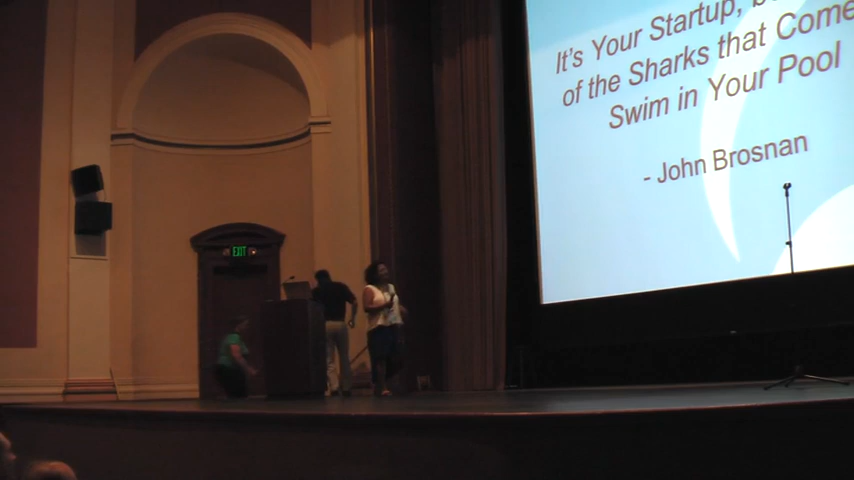 It's Your Startup,
of the Sharks that Come
Swim in Your Pool
- John Brosnan
EXIT